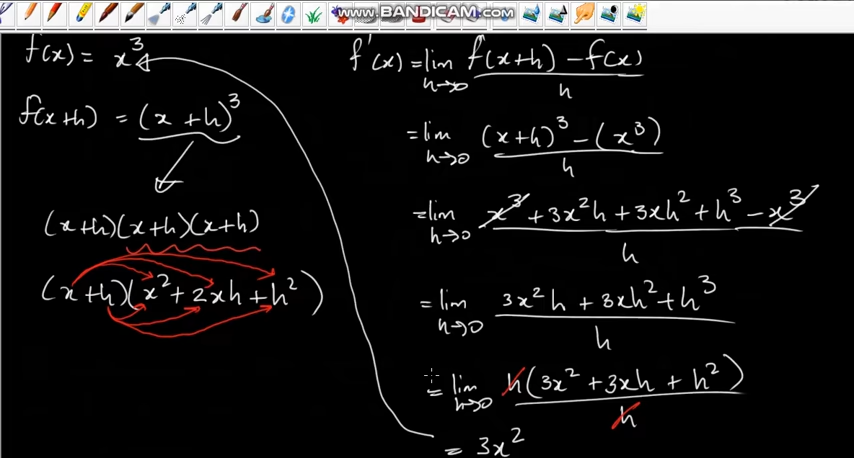 www.BANDICAM.com
f(x) = x³
f(x+h) = (x + h)³
(x+h)(x+h)(x+h)
(x+h)(x² + 2xh + h²)
f'(x) = lim h→0 f(x+h) − f(x) / h
= lim h→0 (x+h)³ − (x³) / h
= lim h→0 x³ + 3x²h + 3xh² + h³ − x³ / h
= lim h→0 3x²h + 3xh² + h³ / h
= lim h→0 h(3x² + 3xh + h²) / h
= 3x²